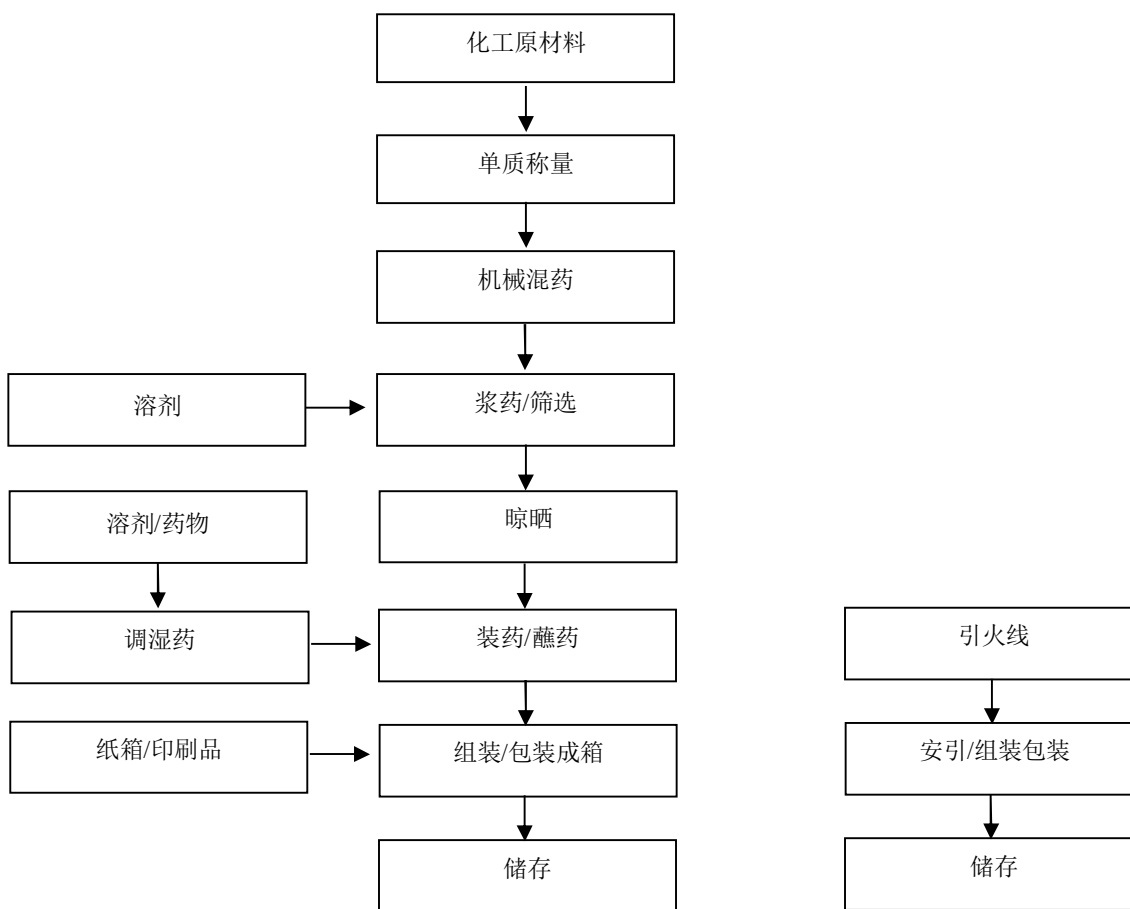 化工原材料
单质称量
机械混药
溶剂
浆药/筛选
溶剂/药物
晾晒
调湿药
装药/蘸药
引火线
纸箱/印刷品
组装/包装成箱
安引/组装包装
储存
储存